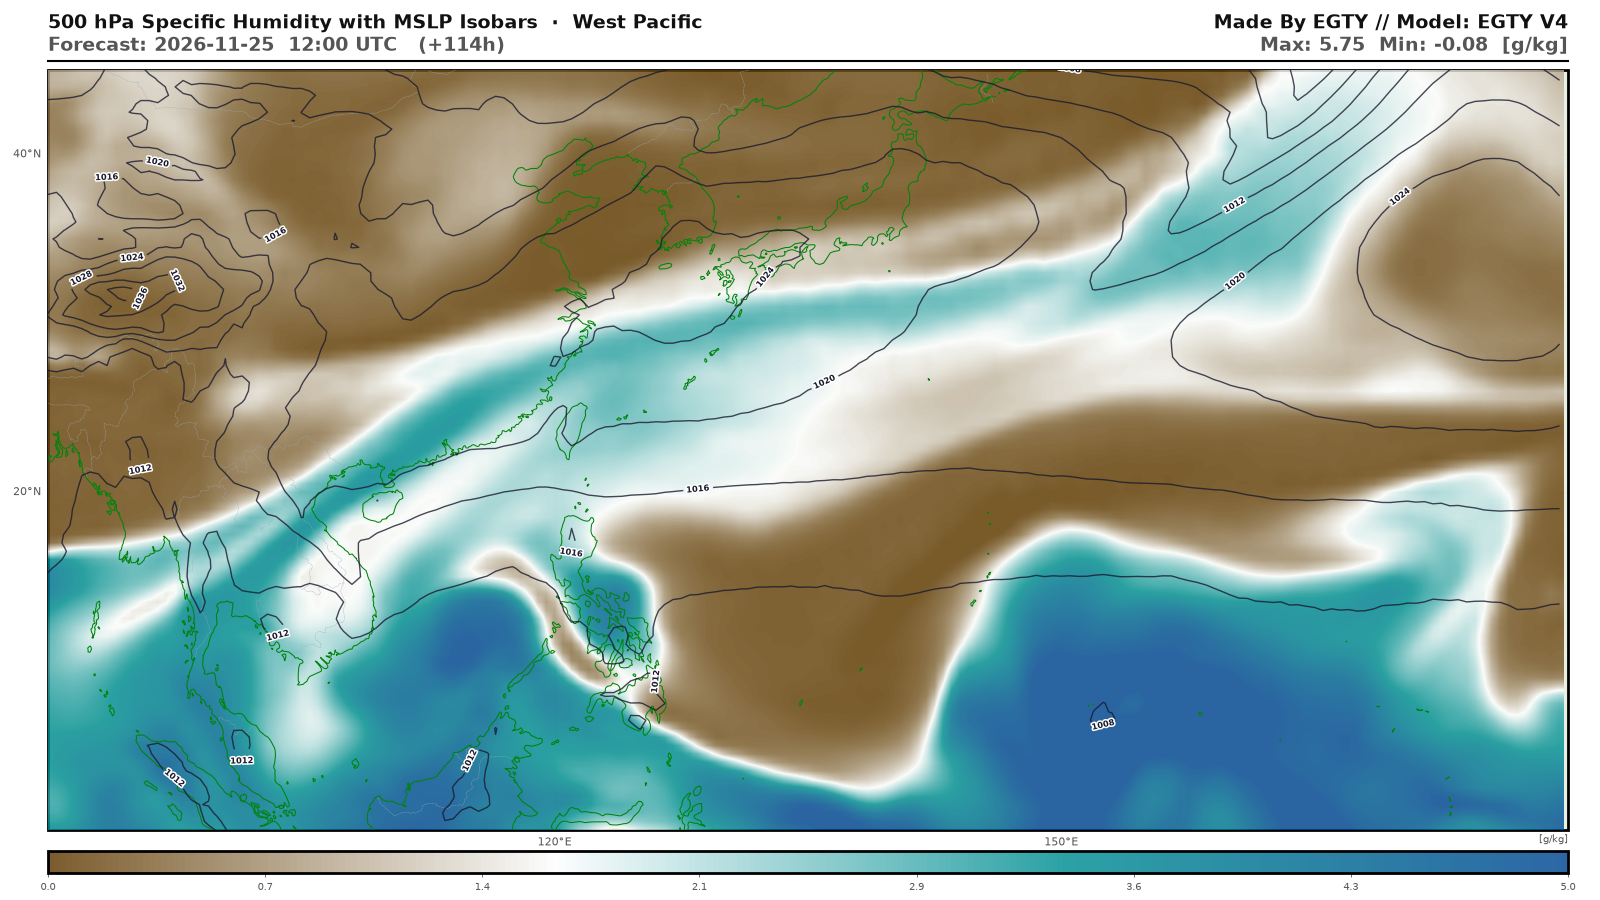 500 hPa Specific Humidity with MSLP Isobars · West Pacific
Made By EGTY // Model: EGTY V4
Forecast: 2026-11-25 12:00 UTC (+114h)
Max: 5.75 Min: -0.08 [g/kg]
40°N
1020
1016
1024
1012
1016
1024
1028
1032
1036
1024
1020
1020
1012
20°N
1016
1016
1012
1012
1008
1012
1012
1012
120°E
150°E
[g/kg]
0.0 0.7 1.4 2.1 2.9 3.6 4.3 5.0